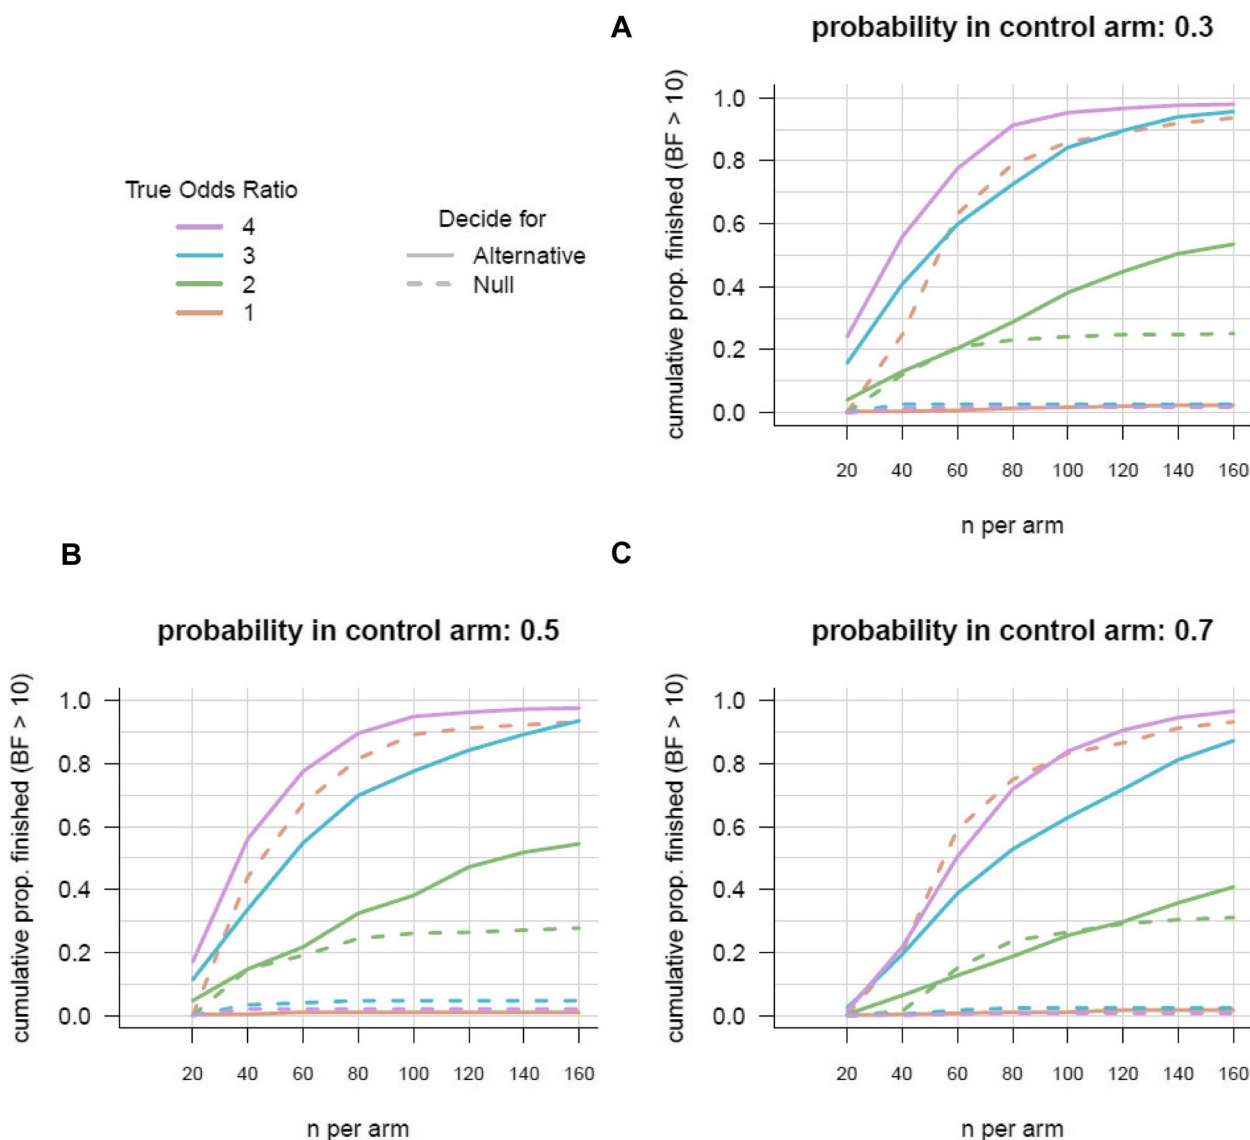 A
probability in control arm: 0.3
cumulative prop. finished (BF > 10)
1.0
0.8
0.6
0.4
0.2
0.0
20 40 60 80 100 120 140 160
n per arm
True Odds Ratio
4
3
2
1
Decide for
Alternative
Null
B
probability in control arm: 0.5
cumulative prop. finished (BF > 10)
1.0
0.8
0.6
0.4
0.2
0.0
20 40 60 80 100 120 140 160
n per arm
C
probability in control arm: 0.7
cumulative prop. finished (BF > 10)
1.0
0.8
0.6
0.4
0.2
0.0
20 40 60 80 100 120 140 160
n per arm